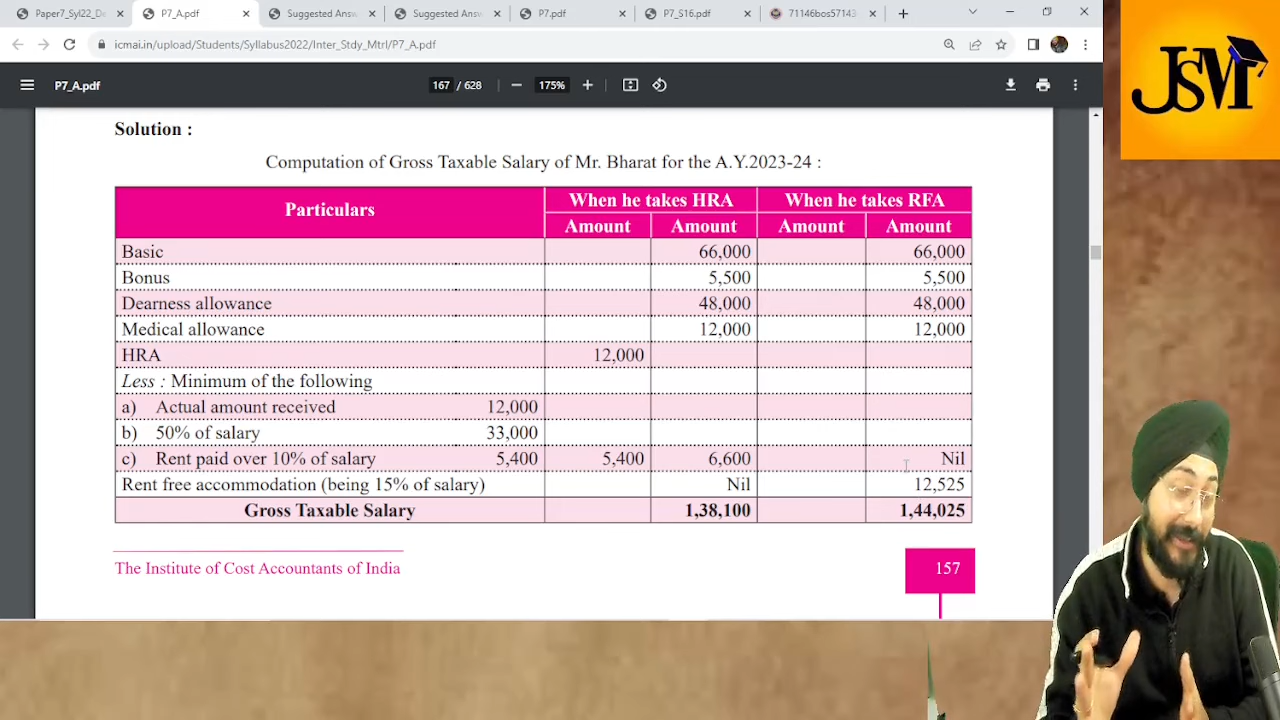 Paper7_Syl22_De
P7_A.pdf
Suggested Answ
Suggested Answ
P7.pdf
P7_S16.pdf
71146bos57143
icmai.in/upload/Students/Syllabus2022/Inter_Stdy_Mtrl/P7_A.pdf
P7_A.pdf
167 / 628
175%
JSM
Solution :
Computation of Gross Taxable Salary of Mr. Bharat for the A.Y.2023-24 :
Particulars When he takes HRA When he takes RFA
Amount Amount Amount Amount
Basic 66,000 66,000
Bonus 5,500 5,500
Dearness allowance 48,000 48,000
Medical allowance 12,000 12,000
HRA 12,000
Less : Minimum of the following
a) Actual amount received 12,000
b) 50% of salary 33,000
c) Rent paid over 10% of salary 5,400 5,400 6,600 Nil
Rent free accommodation (being 15% of salary) Nil 12,525
Gross Taxable Salary 1,38,100 1,44,025
The Institute of Cost Accountants of India
157